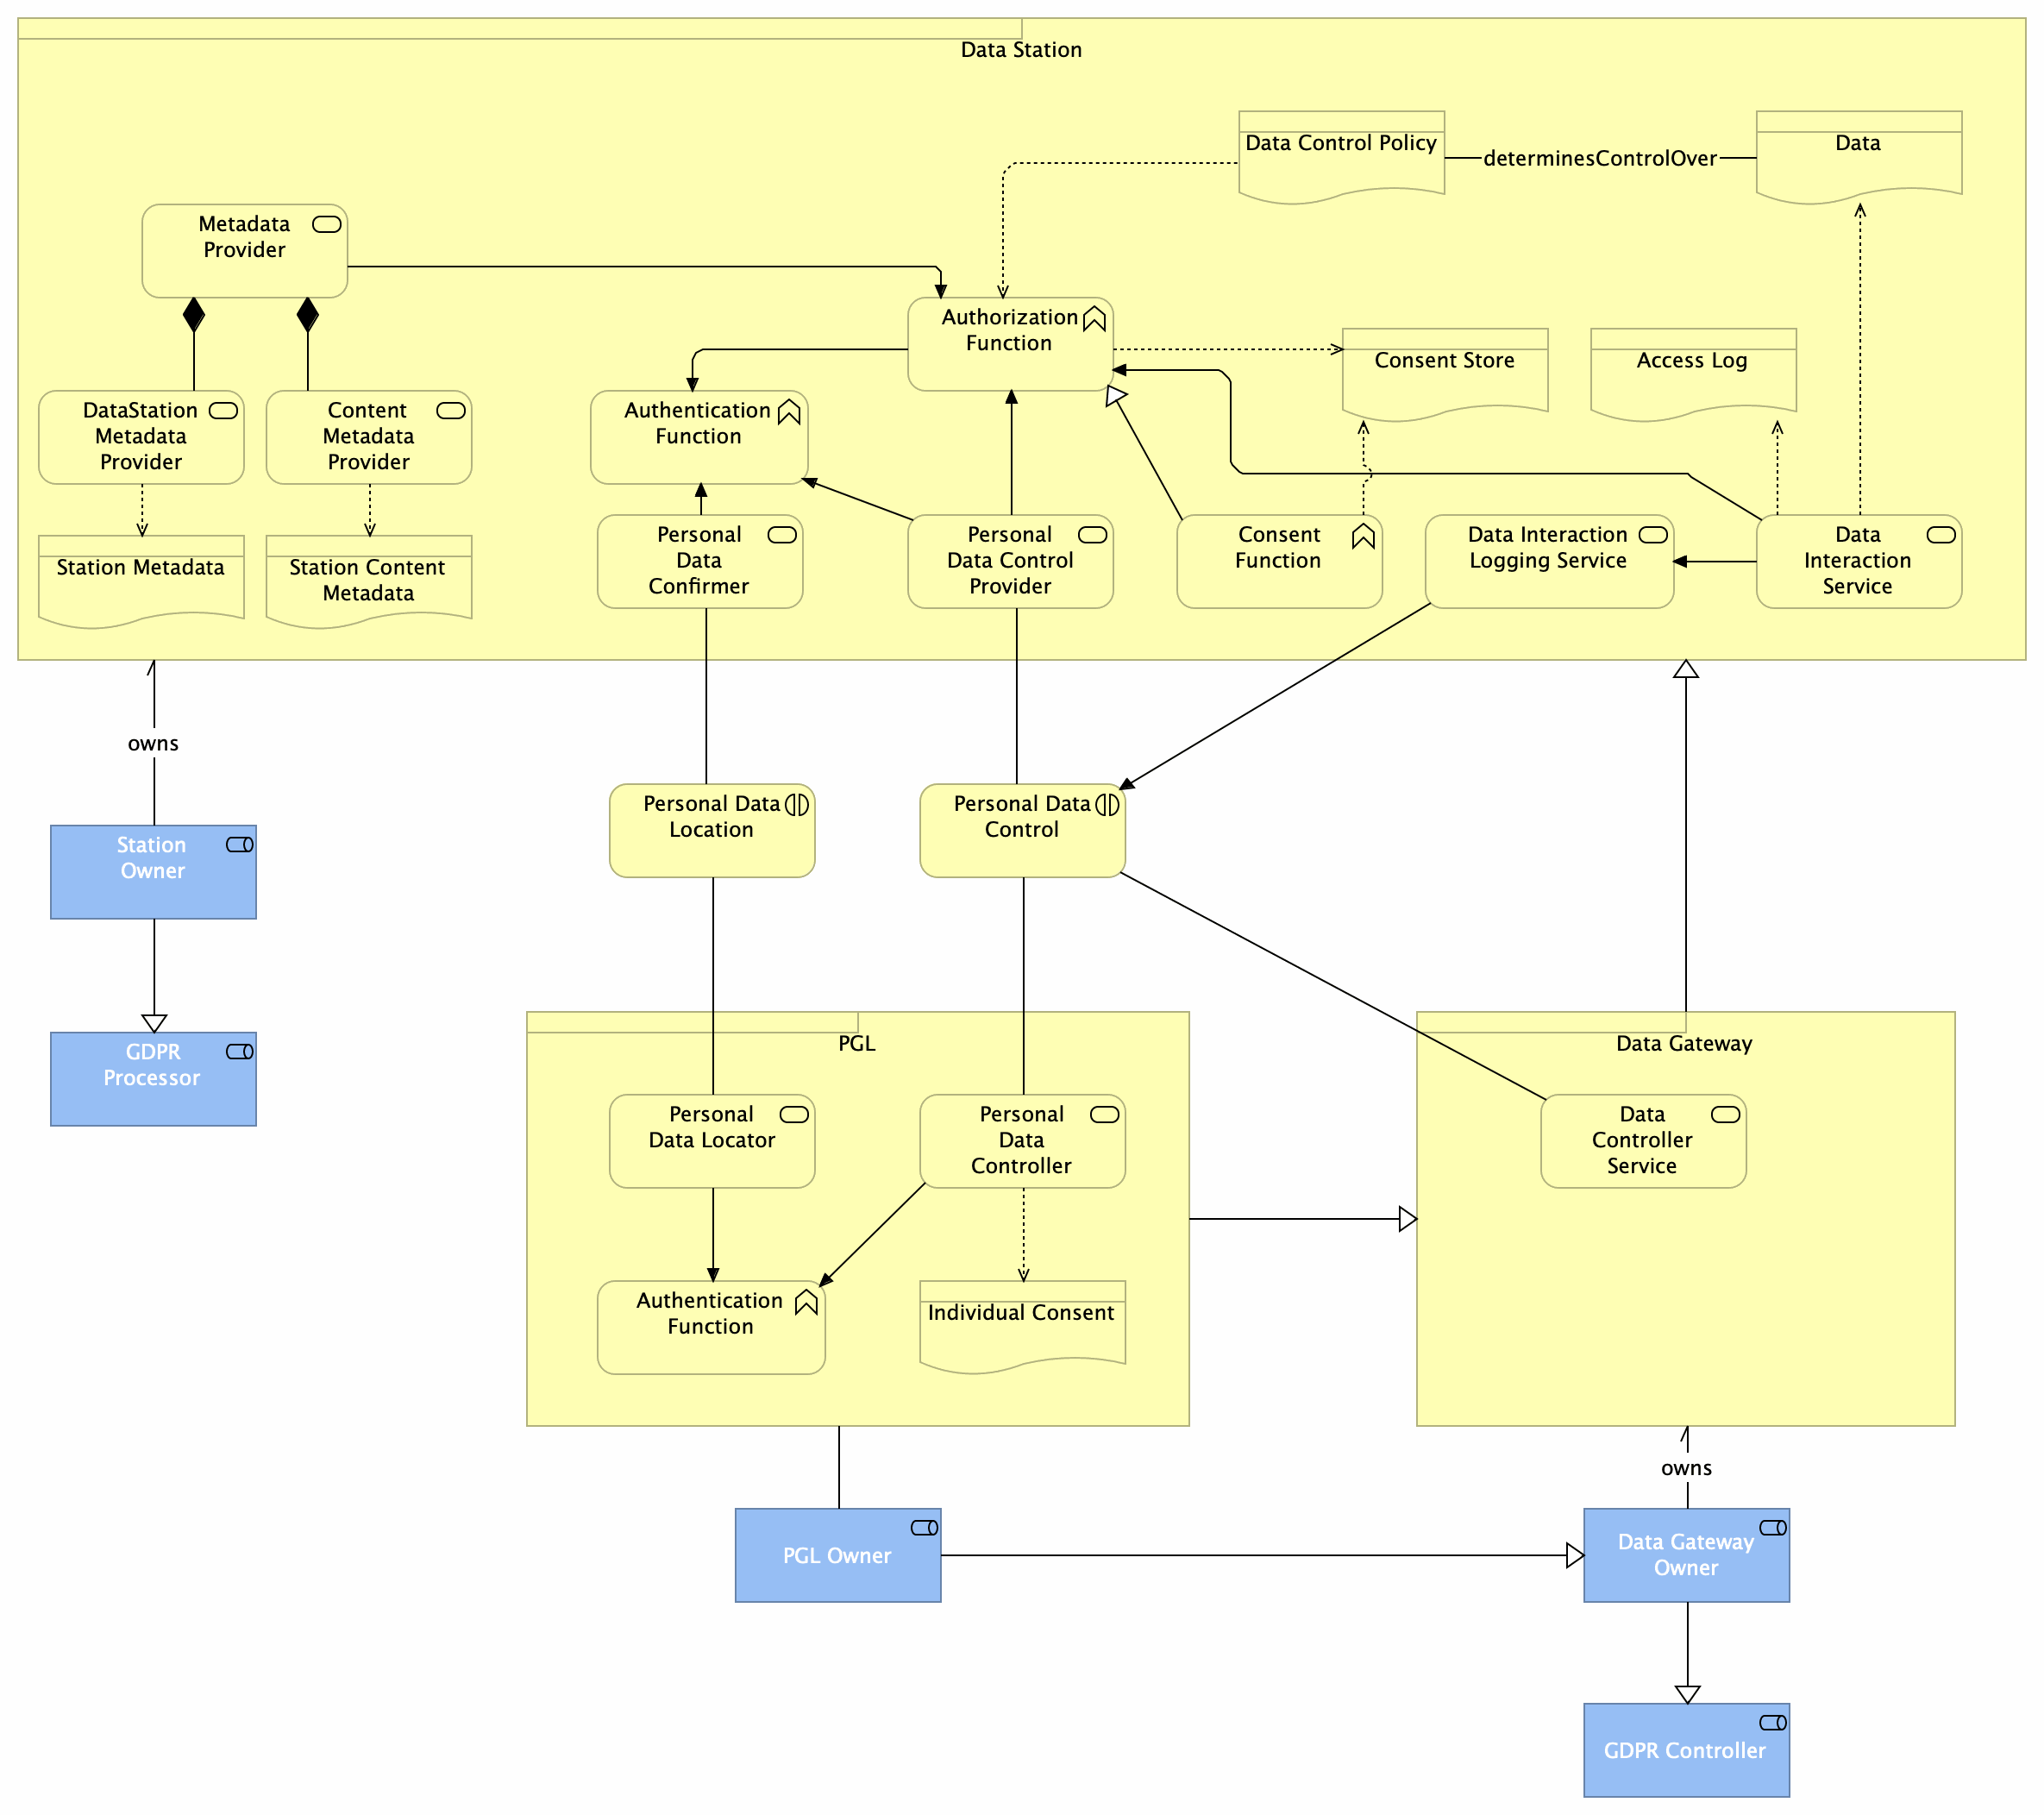 Data Station
Data Control Policy
determinesControlOver
Data
Metadata
Provider
Authorization
Function
Consent Store
Access Log
DataStation
Metadata
Provider
Content
Metadata
Provider
Authentication
Function
Station Metadata
Station Content
Metadata
Personal
Data
Confirmer
Personal
Data Control
Provider
Consent
Function
Data Interaction
Logging Service
Data
Interaction
Service
owns
Station
Owner
Personal Data
Location
Personal Data
Control
GDPR
Processor
PGL
Data Gateway
Personal
Data Locator
Personal
Data
Controller
Data
Controller
Service
Authentication
Function
Individual Consent
owns
PGL Owner
Data Gateway
Owner
GDPR Controller